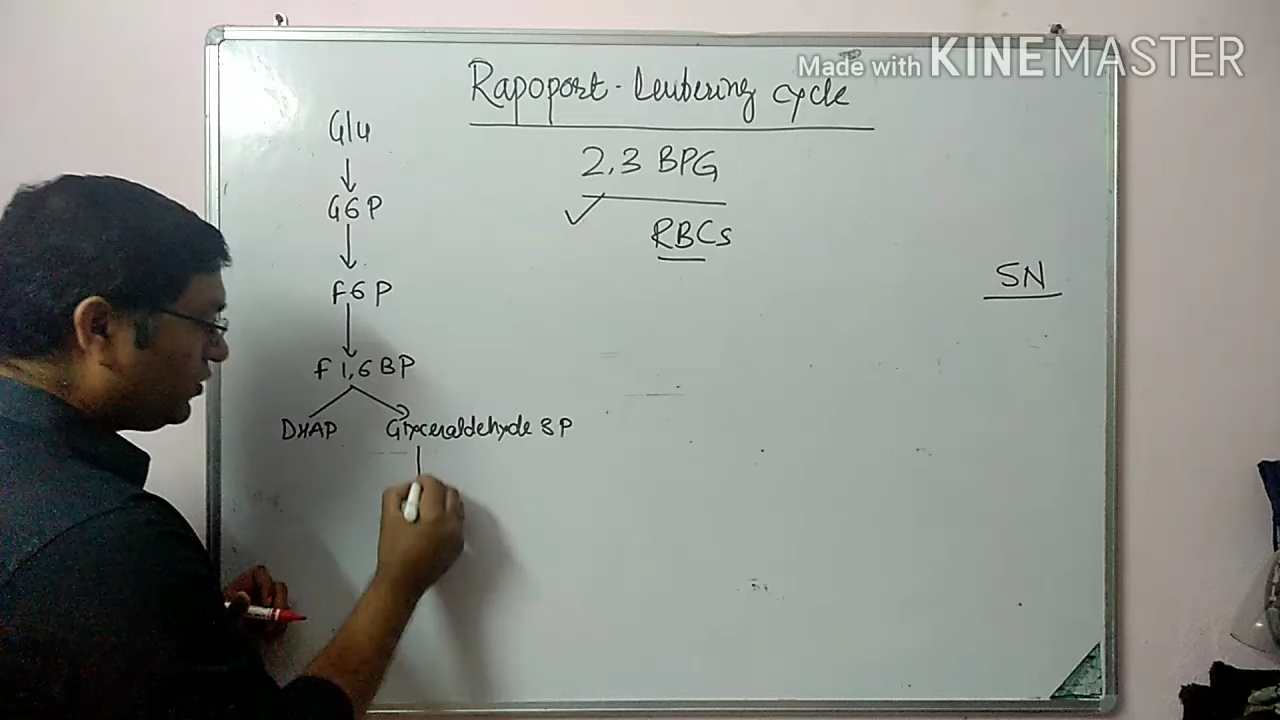 Made with KINEMASTER
Rapoport-Leubering cycle
2,3 BPG
RBCs
SN
Glu
G6P
F6P
F1,6BP
DHAP Glyceraldehyde 3P